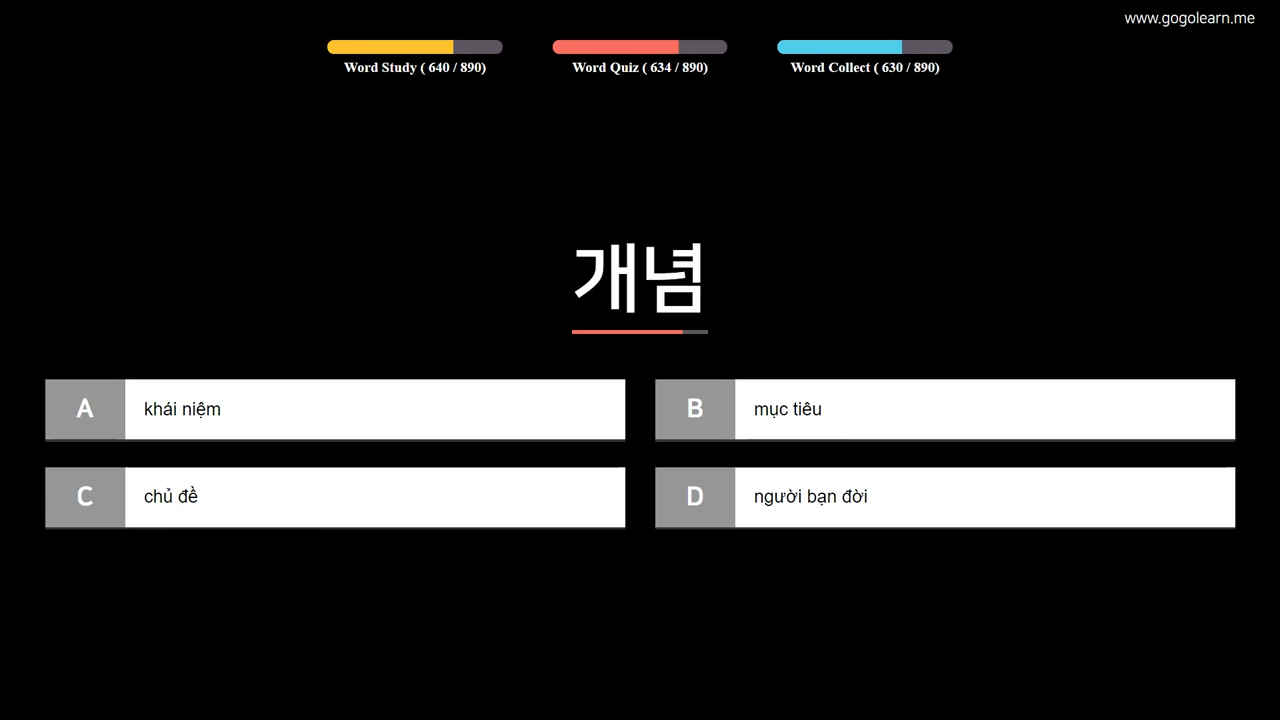 www.gogolearn.me
Word Study ( 640 / 890)
Word Quiz ( 634 / 890)
Word Collect ( 630 / 890)
개념
A khái niệm
B mục tiêu
C chủ đề
D người bạn đời